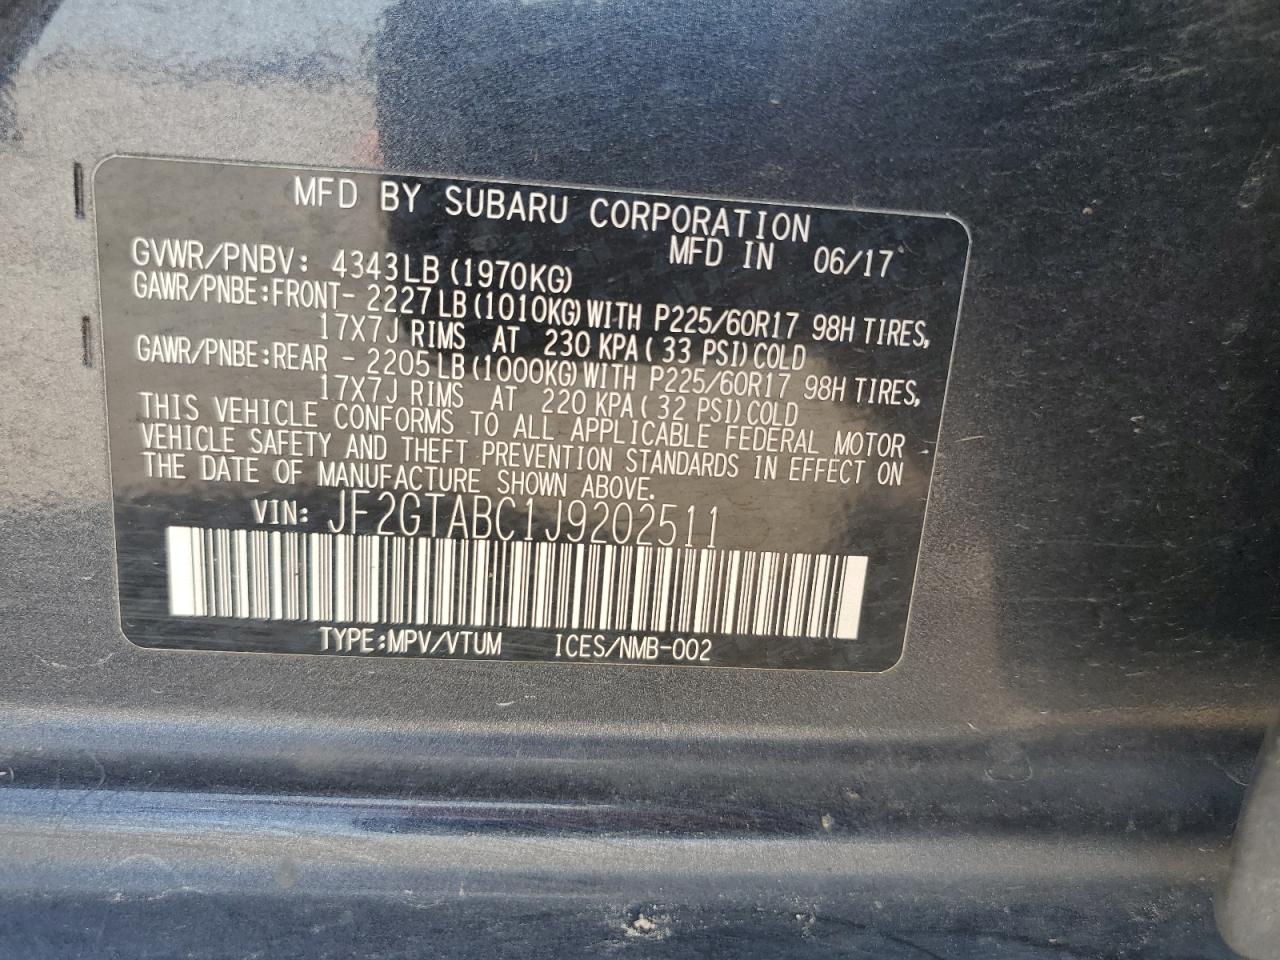 MFD BY SUBARU CORPORATION
MFD IN 06/17
GVWR/PNBV: 4343LB (1970KG)
GAWR/PNBE:FRONT- 2227LB (1010KG) WITH P225/60R17 98H TIRES,
17X7J RIMS AT 230 KPA ( 33 PSI) COLD
GAWR/PNBE:REAR - 2205LB (1000KG) WITH P225/60R17 98H TIRES,
17X7J RIMS AT 220 KPA ( 32 PSI) COLD
THIS VEHICLE CONFORMS TO ALL APPLICABLE FEDERAL MOTOR
VEHICLE SAFETY AND THEFT PREVENTION STANDARDS IN EFFECT ON
THE DATE OF MANUFACTURE SHOWN ABOVE.
VIN: JF2GTABC1J9202511
TYPE:MPV/VTUM ICES/NMB-002